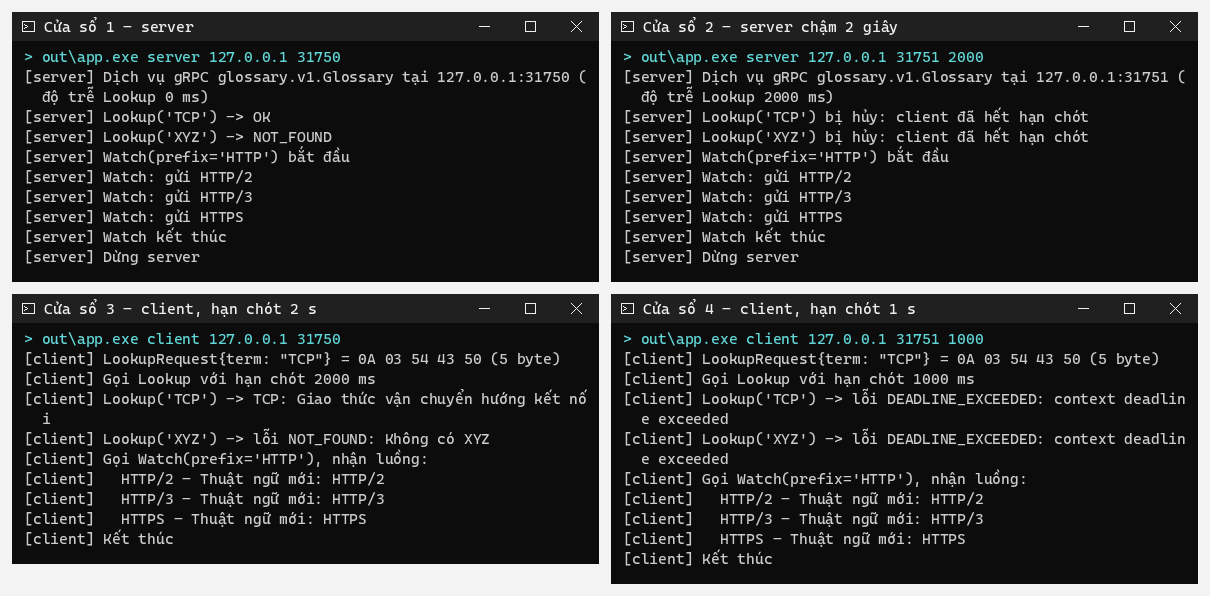 Cửa sổ 1 — server
> out\app.exe server 127.0.0.1 31750
[server] Dịch vụ gRPC glossary.v1.Glossary tại 127.0.0.1:31750 (
độ trễ Lookup 0 ms)
[server] Lookup('TCP') -> OK
[server] Lookup('XYZ') -> NOT_FOUND
[server] Watch(prefix='HTTP') bắt đầu
[server] Watch: gửi HTTP/2
[server] Watch: gửi HTTP/3
[server] Watch: gửi HTTPS
[server] Watch kết thúc
[server] Dừng server
Cửa sổ 2 — server chậm 2 giây
> out\app.exe server 127.0.0.1 31751 2000
[server] Dịch vụ gRPC glossary.v1.Glossary tại 127.0.0.1:31751 (
độ trễ Lookup 2000 ms)
[server] Lookup('TCP') bị hủy: client đã hết hạn chót
[server] Lookup('XYZ') bị hủy: client đã hết hạn chót
[server] Watch(prefix='HTTP') bắt đầu
[server] Watch: gửi HTTP/2
[server] Watch: gửi HTTP/3
[server] Watch: gửi HTTPS
[server] Watch kết thúc
[server] Dừng server
Cửa sổ 3 — client, hạn chót 2 s
> out\app.exe client 127.0.0.1 31750
[client] LookupRequest{term: "TCP"} = 0A 03 54 43 50 (5 byte)
[client] Gọi Lookup với hạn chót 2000 ms
[client] Lookup('TCP') -> TCP: Giao thức vận chuyển hướng kết nố
i
[client] Lookup('XYZ') -> lỗi NOT_FOUND: Không có XYZ
[client] Gọi Watch(prefix='HTTP'), nhận luồng:
[client]   HTTP/2 — Thuật ngữ mới: HTTP/2
[client]   HTTP/3 — Thuật ngữ mới: HTTP/3
[client]   HTTPS — Thuật ngữ mới: HTTPS
[client] Kết thúc
Cửa sổ 4 — client, hạn chót 1 s
> out\app.exe client 127.0.0.1 31751 1000
[client] LookupRequest{term: "TCP"} = 0A 03 54 43 50 (5 byte)
[client] Gọi Lookup với hạn chót 1000 ms
[client] Lookup('TCP') -> lỗi DEADLINE_EXCEEDED: context deadlin
e exceeded
[client] Lookup('XYZ') -> lỗi DEADLINE_EXCEEDED: context deadlin
e exceeded
[client] Gọi Watch(prefix='HTTP'), nhận luồng:
[client]   HTTP/2 — Thuật ngữ mới: HTTP/2
[client]   HTTP/3 — Thuật ngữ mới: HTTP/3
[client]   HTTPS — Thuật ngữ mới: HTTPS
[client] Kết thúc